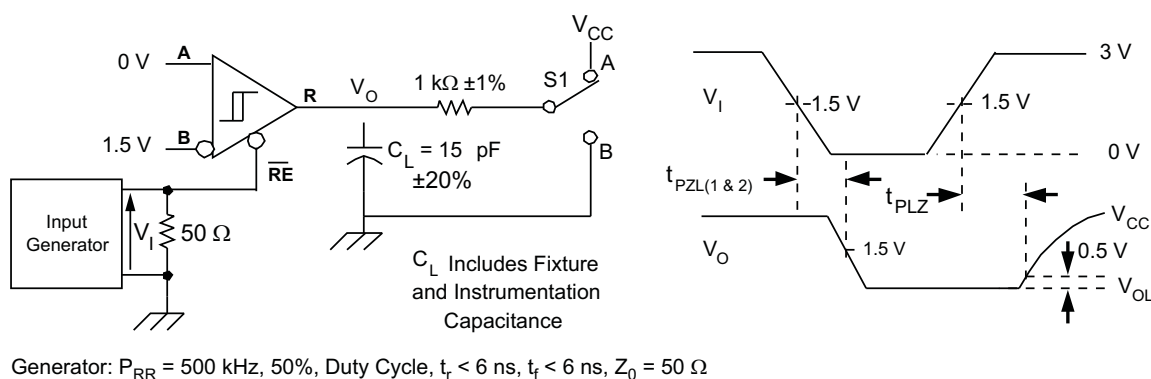 0 V A
1.5 V B
R
RE
V_O
1 kΩ ±1%
S1
V_CC
A
B
C_L = 15 pF
±20%
Input
Generator
V_I
50 Ω
C_L Includes Fixture
and Instrumentation
Capacitance
V_I
1.5 V
1.5 V
3 V
0 V
t_PZL(1 & 2)
t_PLZ
V_O
1.5 V
V_CC
0.5 V
V_OL
Generator: P_RR = 500 kHz, 50%, Duty Cycle, t_r < 6 ns, t_f < 6 ns, Z_0 = 50 Ω